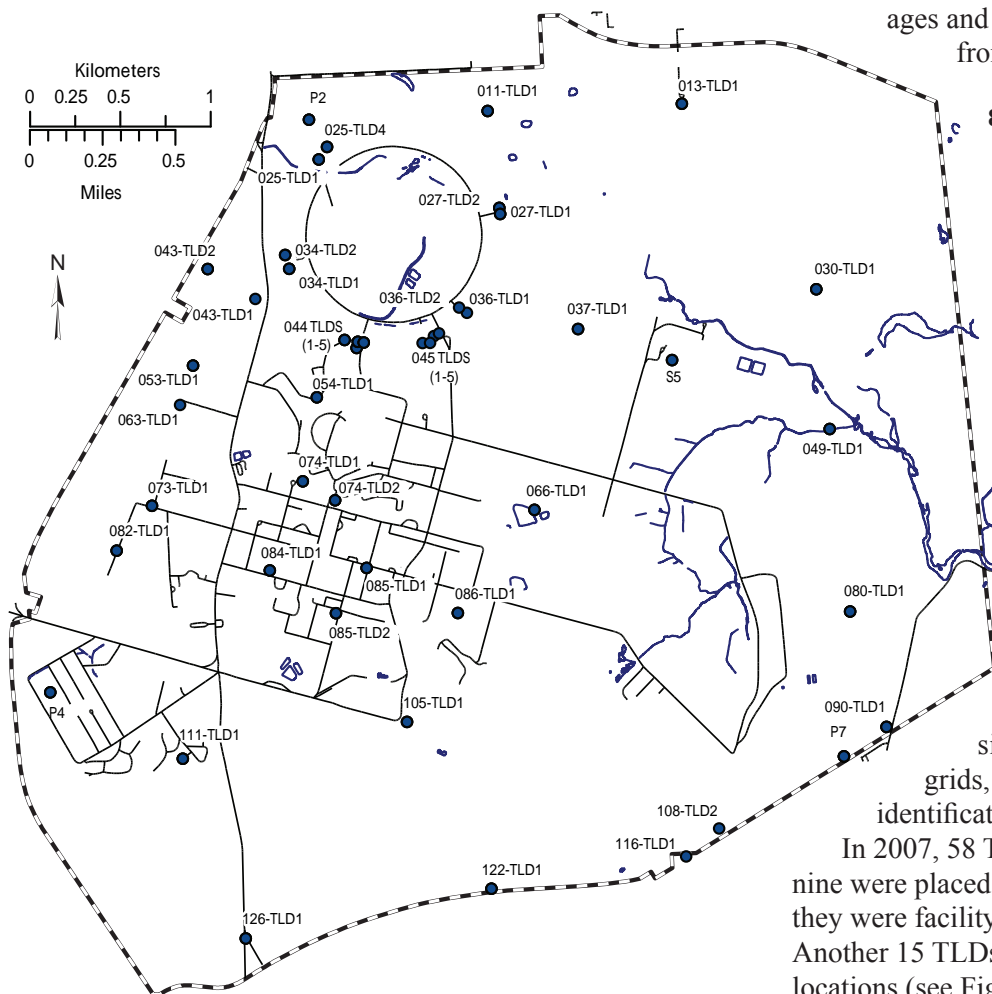 ages and
fro
Kilometers
0 0.25 0.5 1
0 0.25 0.5
Miles
N
P2
011-TLD1
013-TLD1
025-TLD4
025-TLD1
027-TLD2
027-TLD1
043-TLD2
034-TLD2
034-TLD1
030-TLD1
043-TLD1
036-TLD2
036-TLD1
037-TLD1
044 TLDS
(1-5)
045 TLDS
(1-5)
S5
053-TLD1
054-TLD1
063-TLD1
049-TLD1
074-TLD1
073-TLD1
074-TLD2
066-TLD1
082-TLD1
084-TLD1
085-TLD1
086-TLD1
080-TLD1
085-TLD2
P4
105-TLD1
090-TLD1
111-TLD1
P7
si
grids,
108-TLD2
identificat
116-TLD1
In 2007, 58 T
122-TLD1
nine were placed
126-TLD1
they were facility
Another 15 TLDs
locations (see Fig